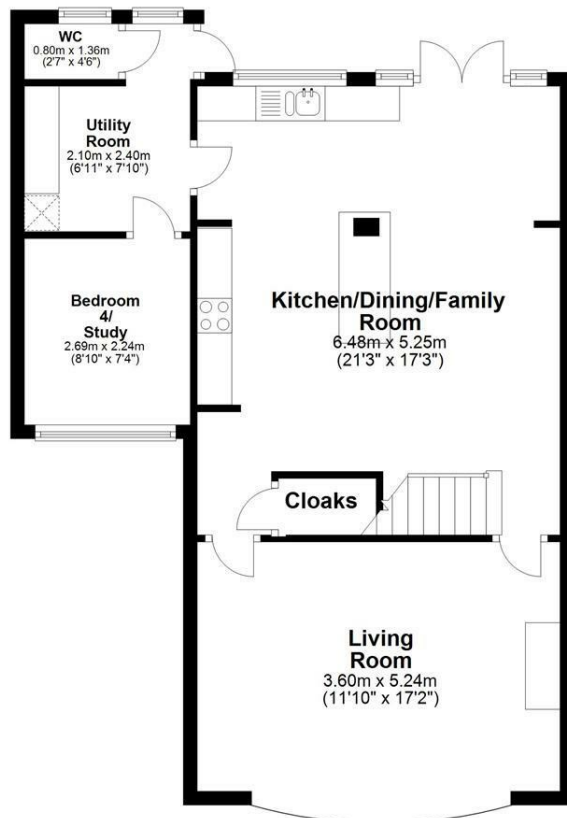 WC
0.80m x 1.36m
(2'7" x 4'6")
Utility
Room
2.10m x 2.40m
(6'11" x 7'10")
Bedroom
4/
Study
2.69m x 2.24m
(8'10" x 7'4")
Kitchen/Dining/Family
Room
6.48m x 5.25m
(21'3" x 17'3")
Cloaks
Living
Room
3.60m x 5.24m
(11'10" x 17'2")